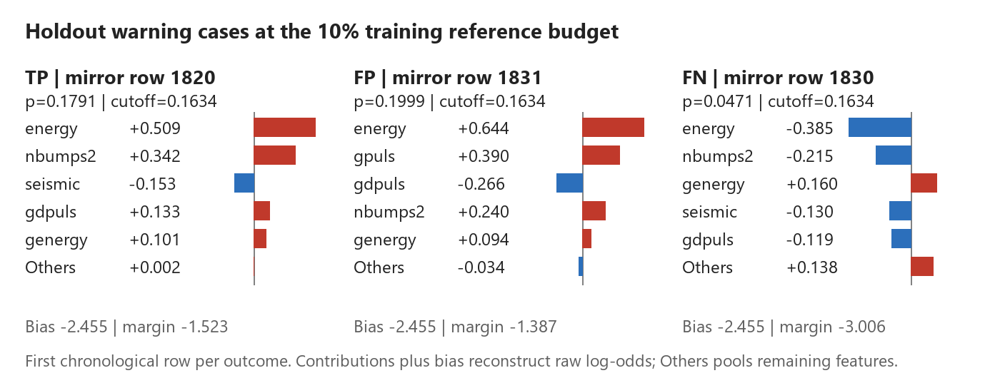 Holdout warning cases at the 10% training reference budget
TP | mirror row 1820
p=0.1791 | cutoff=0.1634
energy +0.509
nbumps2 +0.342
seismic -0.153
gdpuls +0.133
genergy +0.101
Others +0.002
Bias -2.455 | margin -1.523
FP | mirror row 1831
p=0.1999 | cutoff=0.1634
energy +0.644
gpuls +0.390
gdpuls -0.266
nbumps2 +0.240
genergy +0.094
Others -0.034
Bias -2.455 | margin -1.387
FN | mirror row 1830
p=0.0471 | cutoff=0.1634
energy -0.385
nbumps2 -0.215
genergy +0.160
seismic -0.130
gdpuls -0.119
Others +0.138
Bias -2.455 | margin -3.006
First chronological row per outcome. Contributions plus bias reconstruct raw log-odds; Others pools remaining features.